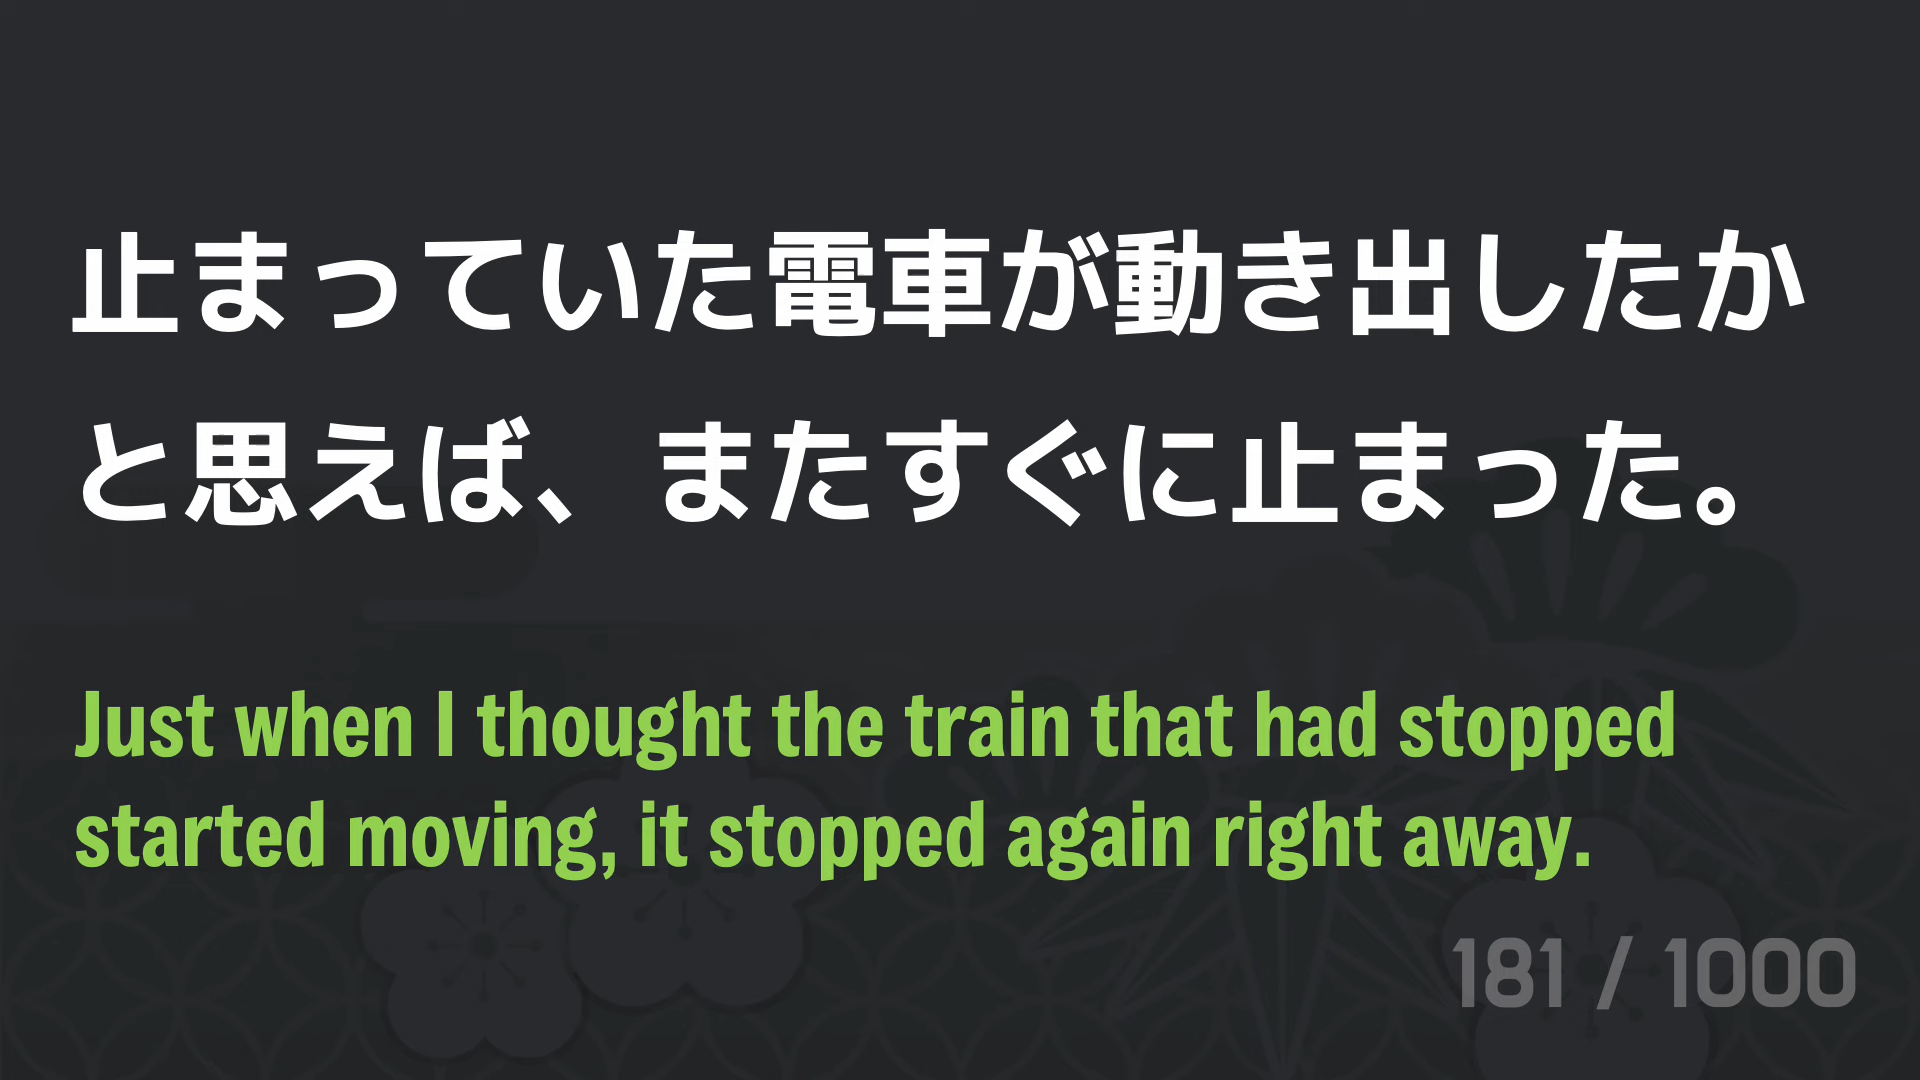 止まっていた電車が動き出したか
と思えば、またすぐに止まった。
Just when I thought the train that had stopped
started moving, it stopped again right away.
181 / 1000